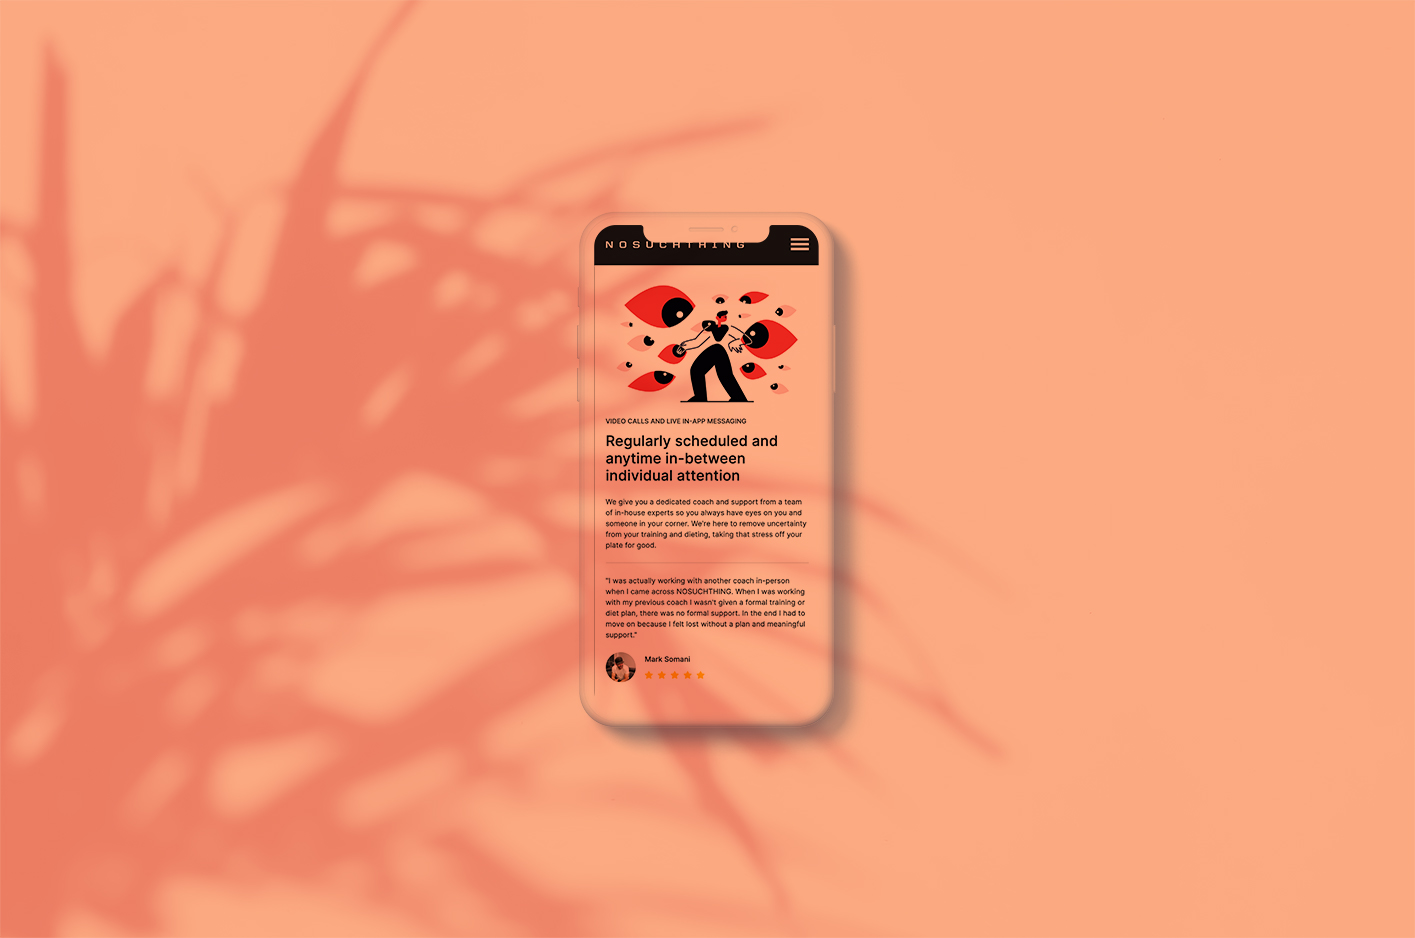 NOSUCHTHING
VIDEO CALLS AND LIVE IN-APP MESSAGING
Regularly scheduled and
anytime in-between
individual attention
We give you a dedicated coach and support from a team
of in-house experts so you always have eyes on you and
someone in your corner. We're here to remove uncertainty
from your training and dieting, taking that stress off your
plate for good.
"I was actually working with another coach in-person
when I came across NOSUCHTHING. When I was working
with my previous coach I wasn't given a formal training or
diet plan, there was no formal support. In the end I had to
move on because I felt lost without a plan and meaningful
support."
Mark Somani